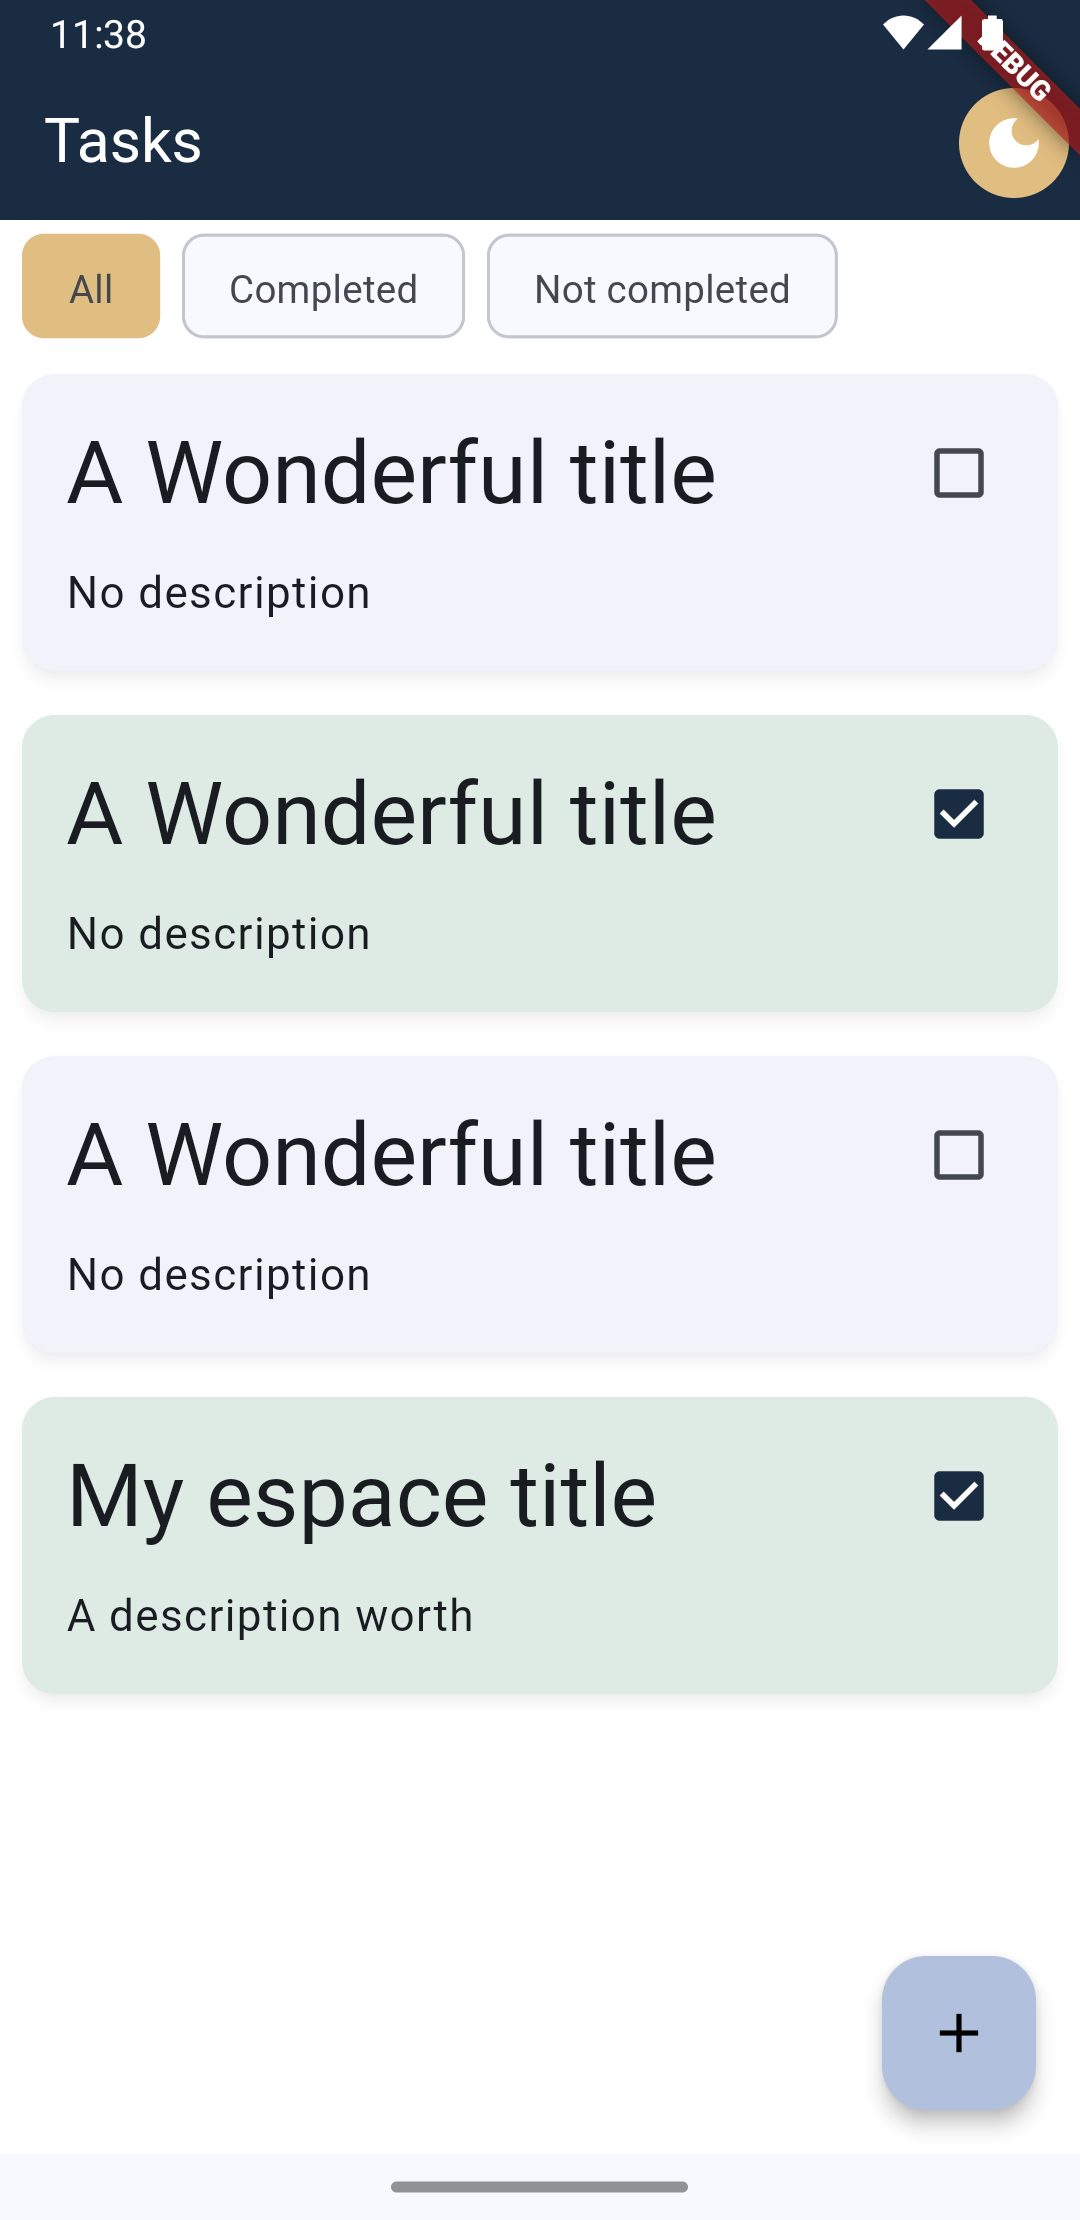 11:38
Tasks
All
Completed
Not completed
A Wonderful title
No description
A Wonderful title
No description
A Wonderful title
No description
My espace title
A description worth